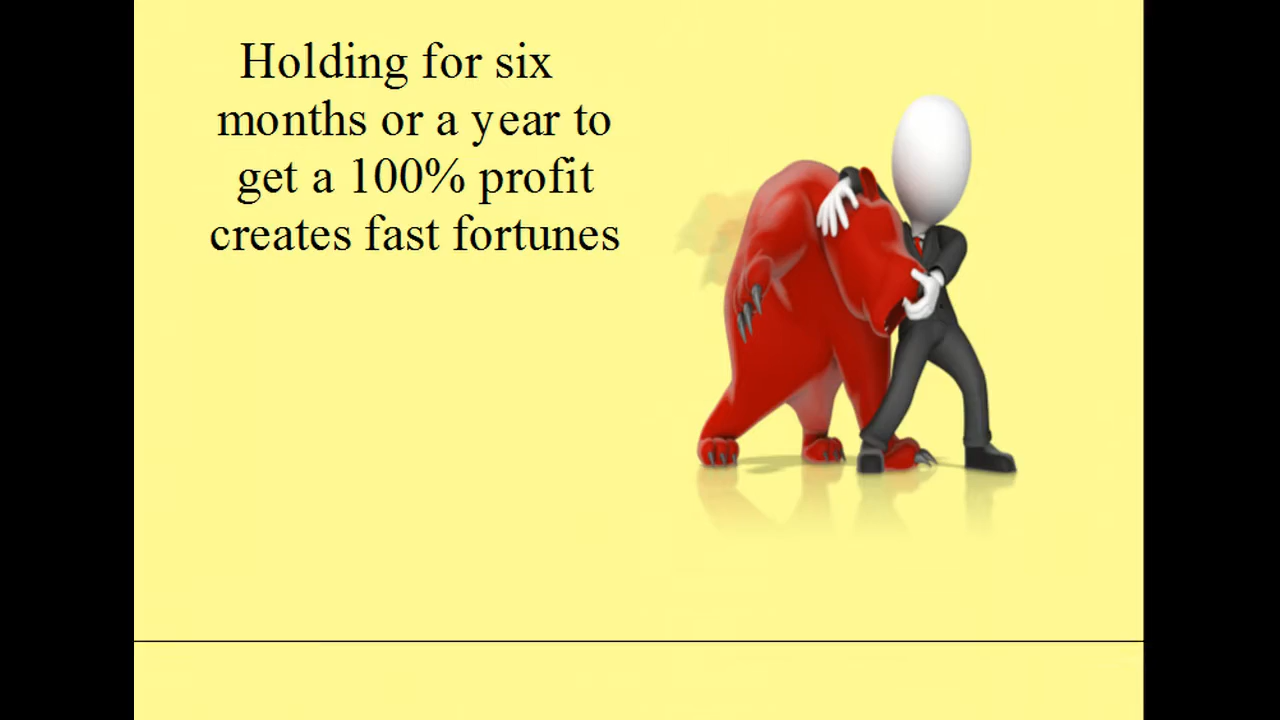 Holding for six
months or a year to
get a 100% profit
creates fast fortunes